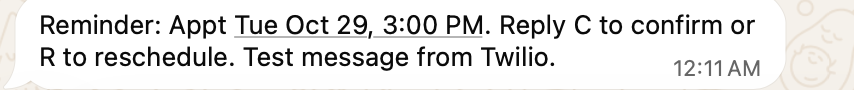 Reminder: Appt Tue Oct 29, 3:00 PM. Reply C to confirm or
R to reschedule. Test message from Twilio.
12:11 AM